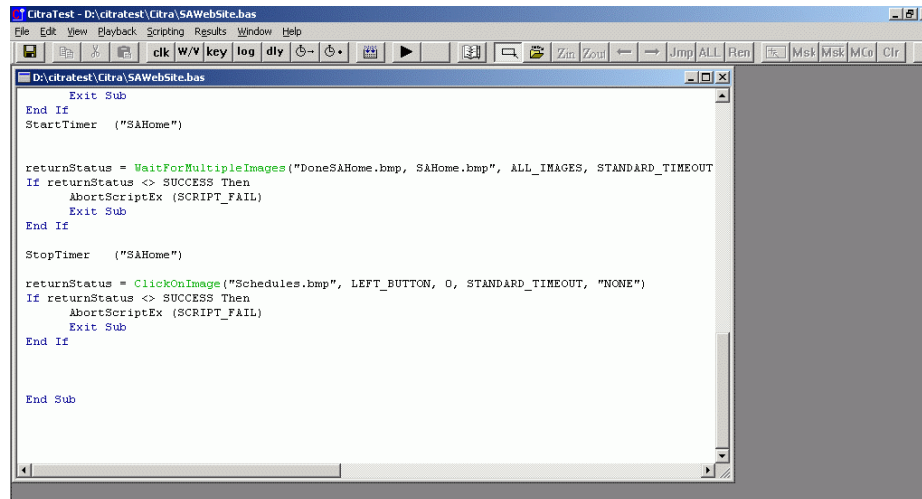 CitraTest - D:\citratest\Citra\SAWebSite.bas
File Edit View Playback Scripting Results Window Help
clk W/V key log dly Zin Zout Jmp ALL Ren Msk Msk MCo Clr
D:\citratest\Citra\SAWebSite.bas
Exit Sub
End If
StartTimer ("SAHome")
returnStatus = WaitForMultipleImages("DoneSAHome.bmp, SAHome.bmp", ALL_IMAGES, STANDARD_TIMEOUT
If returnStatus <> SUCCESS Then
AbortScriptEx (SCRIPT_FAIL)
Exit Sub
End If
StopTimer ("SAHome")
returnStatus = ClickOnImage("Schedules.bmp", LEFT_BUTTON, 0, STANDARD_TIMEOUT, "NONE")
If returnStatus <> SUCCESS Then
AbortScriptEx (SCRIPT_FAIL)
Exit Sub
End If
End Sub